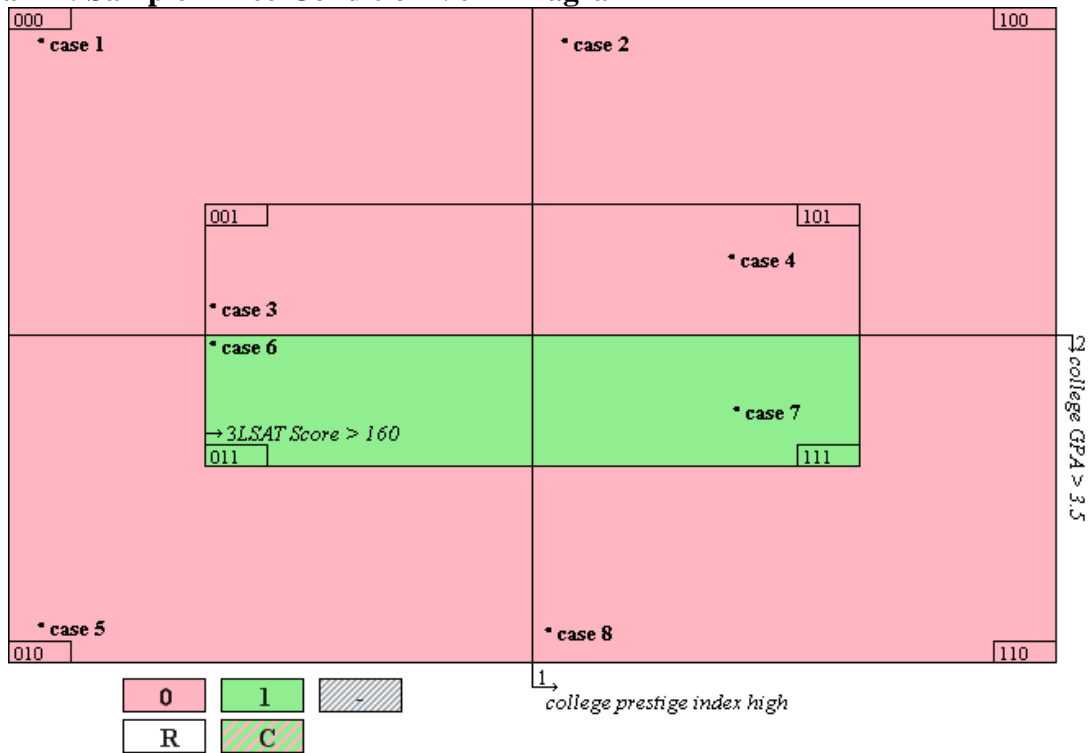 000
100
case 1
case 2
001
101
case 4
case 3
case 6
case 7
→ 3LSAT Score > 160
011
111
2
college GPA > 3.5
case 5
case 8
010
110
1
college prestige index high
0
1
-
R
C